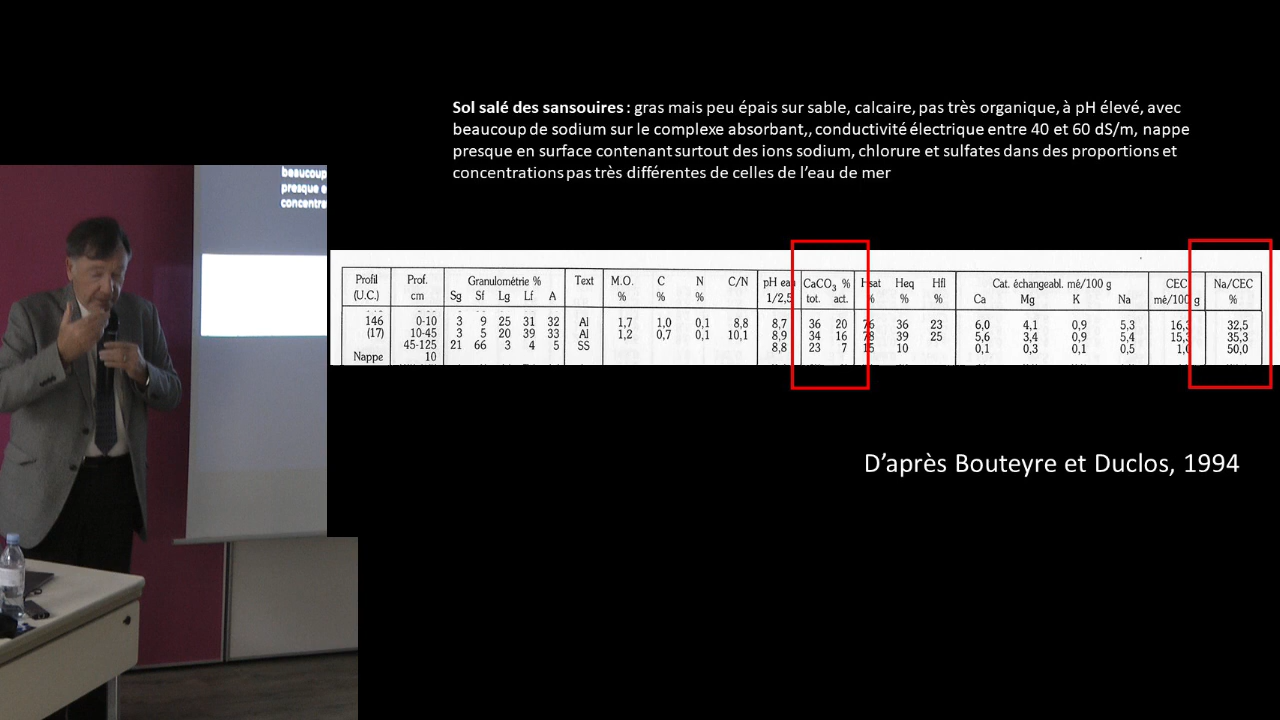 Sol salé des sansouires : gras mais peu épais sur sable, calcaire, pas très organique, à pH élevé, avec
beaucoup de sodium sur le complexe absorbant,, conductivité électrique entre 40 et 60 dS/m, nappe
presque en surface contenant surtout des ions sodium, chlorure et sulfates dans des proportions et
concentrations pas très différentes de celles de l'eau de mer
beaucoup
presque e
concentra
Profil Prof. Granulométrie % Text M.O. C N C/N pH eau CaCO3 % Hsat Heq Hfl Cat. échangeabl. mé/100 g CEC Na/CEC
(U.C.) cm Sg Sf Lg Lf A % % % 1/2,5 tot. act. % % % Ca Mg K Na mé/100 g %
146 0-10 3 9 25 31 32 Al 1,7 1,0 0,1 8,8 8,7 36 20 76 36 23 6,0 4,1 0,9 5,3 16,3 32,5
(17) 10-45 3 5 20 39 33 Al 1,2 0,7 0,1 10,1 8,9 34 16 78 39 25 5,6 3,4 0,9 5,4 15,3 35,3
45-125 21 66 3 4 5 SS 8,8 23 7 15 10 0,1 0,3 0,1 0,5 1,0 50,0
Nappe 10
D'après Bouteyre et Duclos, 1994